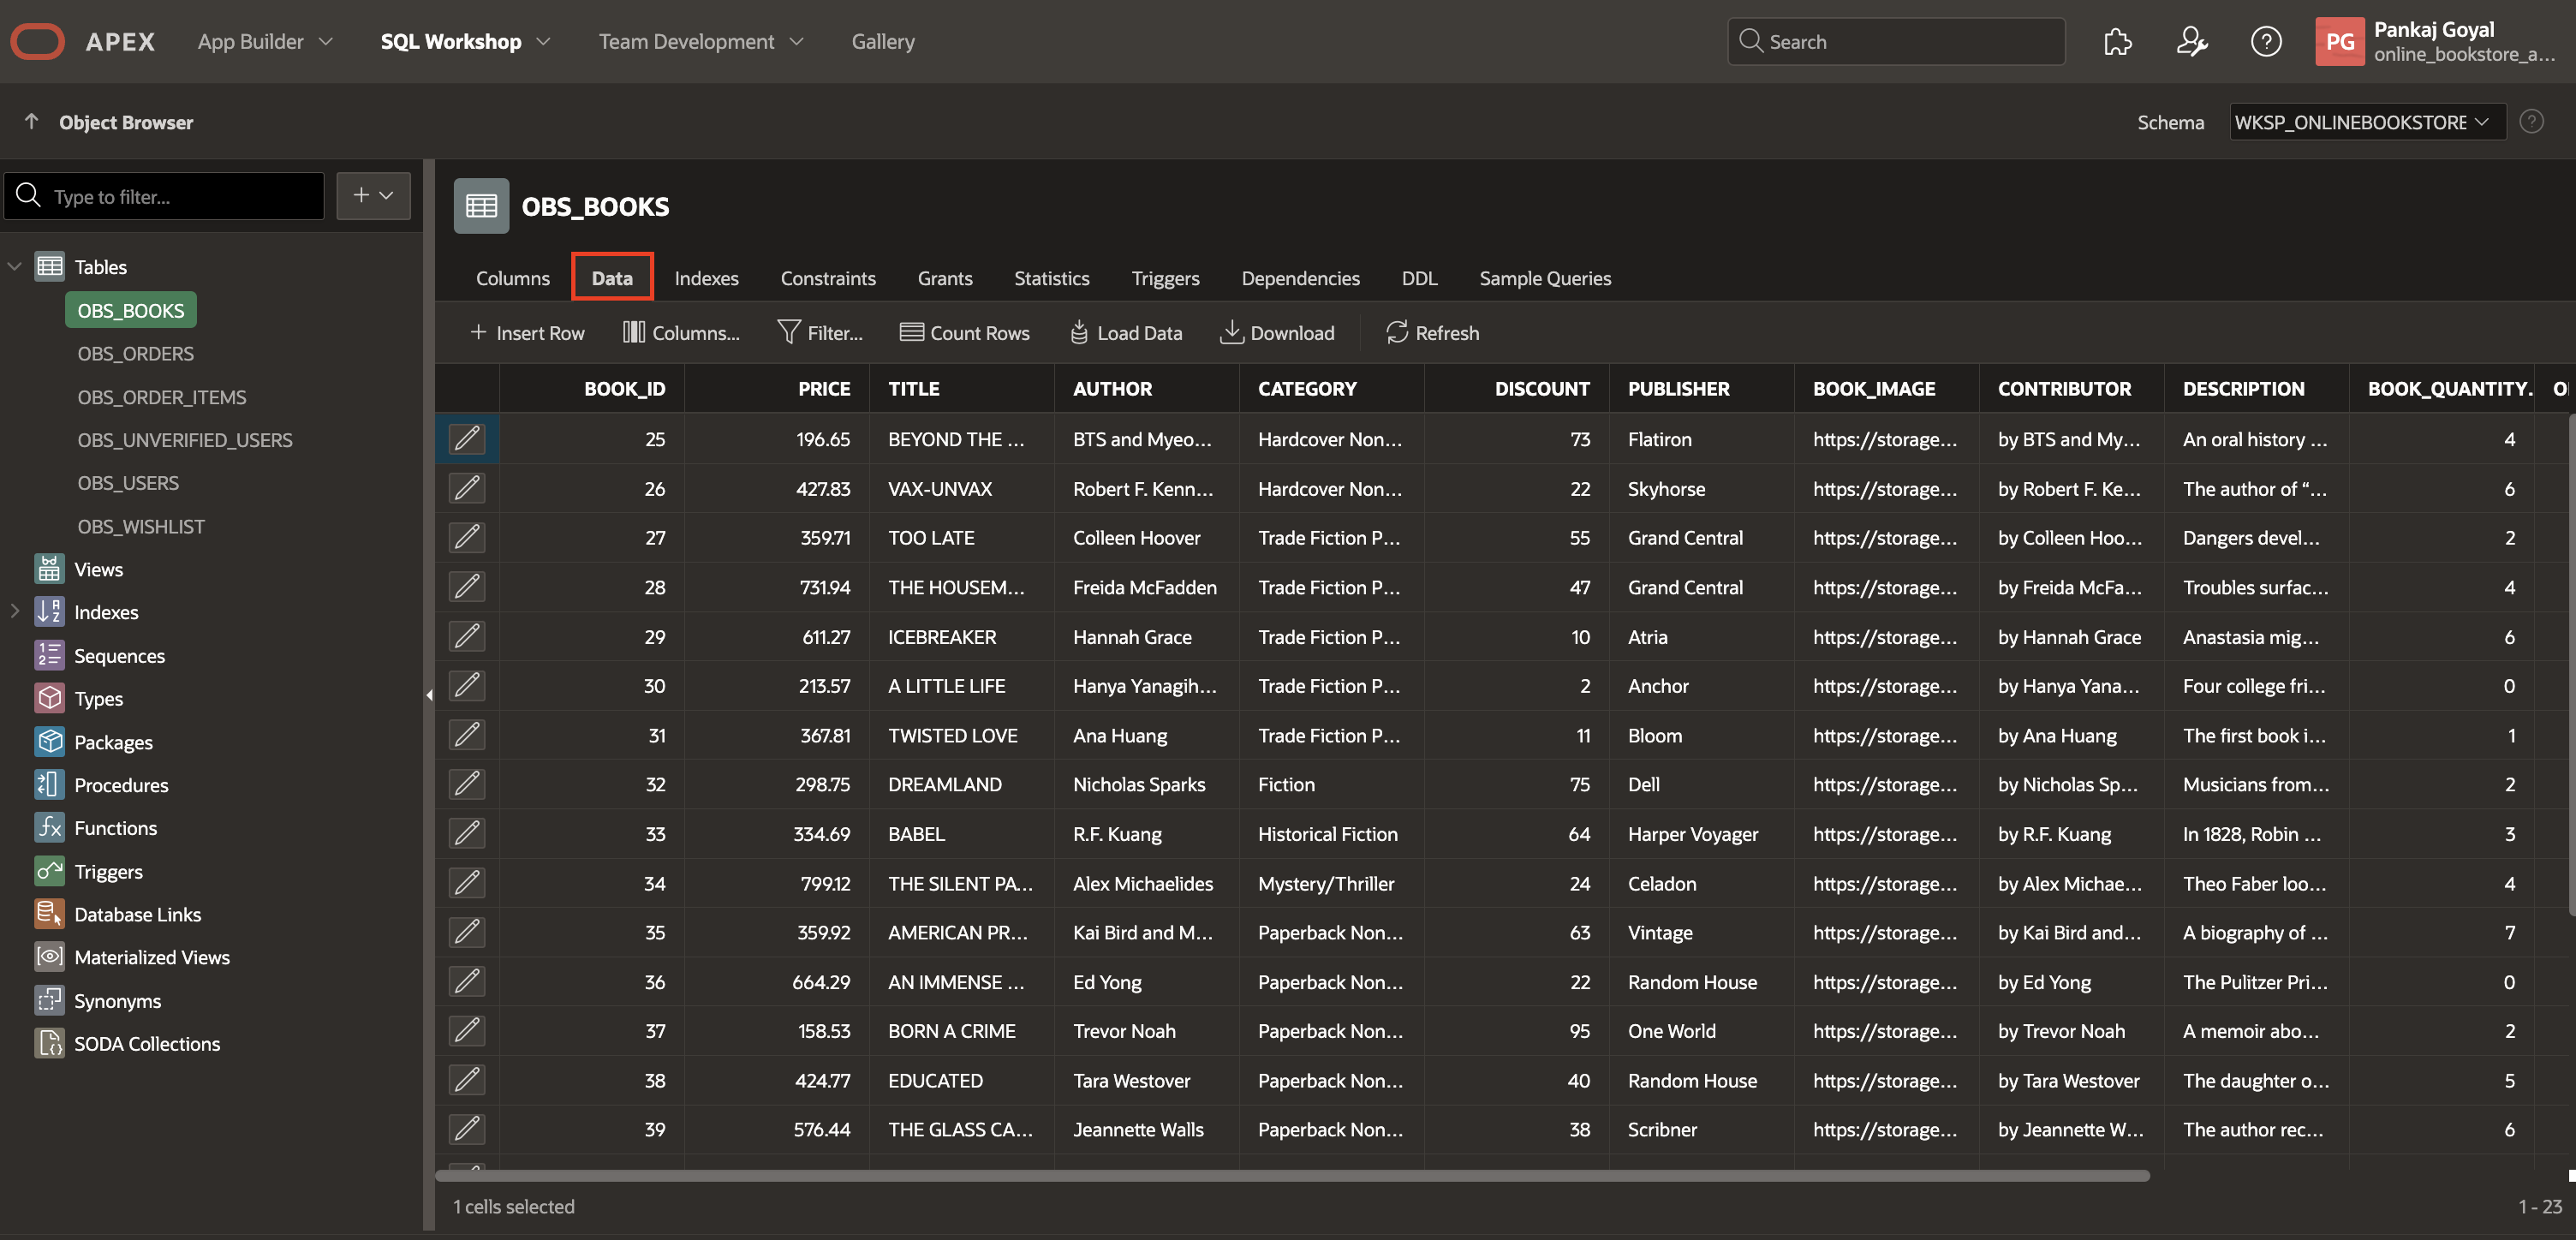 APEX App Builder SQL Workshop Team Development Gallery Search PG Pankaj Goyal
online_bookstore_a...
Object Browser Schema WKSP_ONLINEBOOKSTORE
Type to filter...
Tables
OBS_BOOKS
OBS_ORDERS
OBS_ORDER_ITEMS
OBS_UNVERIFIED_USERS
OBS_USERS
OBS_WISHLIST
Views
Indexes
Sequences
Types
Packages
Procedures
Functions
Triggers
Database Links
Materialized Views
Synonyms
SODA Collections
OBS_BOOKS
Columns Data Indexes Constraints Grants Statistics Triggers Dependencies DDL Sample Queries
Insert Row Columns... Filter... Count Rows Load Data Download Refresh
BOOK_ID PRICE TITLE AUTHOR CATEGORY DISCOUNT PUBLISHER BOOK_IMAGE CONTRIBUTOR DESCRIPTION BOOK_QUANTITY.
25 196.65 BEYOND THE ... BTS and Myeo... Hardcover Non... 73 Flatiron https://storage... by BTS and My... An oral history ... 4
26 427.83 VAX-UNVAX Robert F. Kenn... Hardcover Non... 22 Skyhorse https://storage... by Robert F. Ke... The author of “... 6
27 359.71 TOO LATE Colleen Hoover Trade Fiction P... 55 Grand Central https://storage... by Colleen Hoo... Dangers devel... 2
28 731.94 THE HOUSEM... Freida McFadden Trade Fiction P... 47 Grand Central https://storage... by Freida McFa... Troubles surfac... 4
29 611.27 ICEBREAKER Hannah Grace Trade Fiction P... 10 Atria https://storage... by Hannah Grace Anastasia mig... 6
30 213.57 A LITTLE LIFE Hanya Yanagih... Trade Fiction P... 2 Anchor https://storage... by Hanya Yana... Four college fri... 0
31 367.81 TWISTED LOVE Ana Huang Trade Fiction P... 11 Bloom https://storage... by Ana Huang The first book i... 1
32 298.75 DREAMLAND Nicholas Sparks Fiction 75 Dell https://storage... by Nicholas Sp... Musicians from... 2
33 334.69 BABEL R.F. Kuang Historical Fiction 64 Harper Voyager https://storage... by R.F. Kuang In 1828, Robin ... 3
34 799.12 THE SILENT PA... Alex Michaelides Mystery/Thriller 24 Celadon https://storage... by Alex Michae... Theo Faber loo... 4
35 359.92 AMERICAN PR... Kai Bird and M... Paperback Non... 63 Vintage https://storage... by Kai Bird and... A biography of ... 7
36 664.29 AN IMMENSE ... Ed Yong Paperback Non... 22 Random House https://storage... by Ed Yong The Pulitzer Pri... 0
37 158.53 BORN A CRIME Trevor Noah Paperback Non... 95 One World https://storage... by Trevor Noah A memoir abo... 2
38 424.77 EDUCATED Tara Westover Paperback Non... 40 Random House https://storage... by Tara Westover The daughter o... 5
39 576.44 THE GLASS CA... Jeannette Walls Paperback Non... 38 Scribner https://storage... by Jeannette W... The author rec... 6
1 cells selected 1 - 23